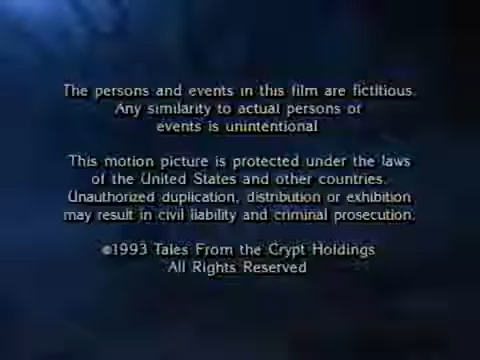 The persons and events in this film are fictitious.
Any similarity to actual persons or
events is unintentional
This motion picture is protected under the laws
of the United States and other countries.
Unauthorized duplication, distribution or exhibition
may result in civil liability and criminal prosecution.
©1993 Tales From the Crypt Holdings
All Rights Reserved